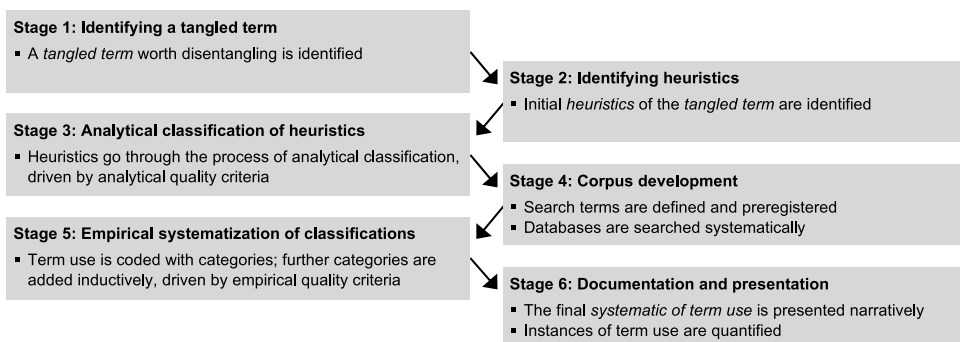 Stage 1: Identifying a tangled term
▪ A tangled term worth disentangling is identified
Stage 2: Identifying heuristics
▪ Initial heuristics of the tangled term are identified
Stage 3: Analytical classification of heuristics
▪ Heuristics go through the process of analytical classification,
driven by analytical quality criteria
Stage 4: Corpus development
▪ Search terms are defined and preregistered
▪ Databases are searched systematically
Stage 5: Empirical systematization of classifications
▪ Term use is coded with categories; further categories are
added inductively, driven by empirical quality criteria
Stage 6: Documentation and presentation
▪ The final systematic of term use is presented narratively
▪ Instances of term use are quantified